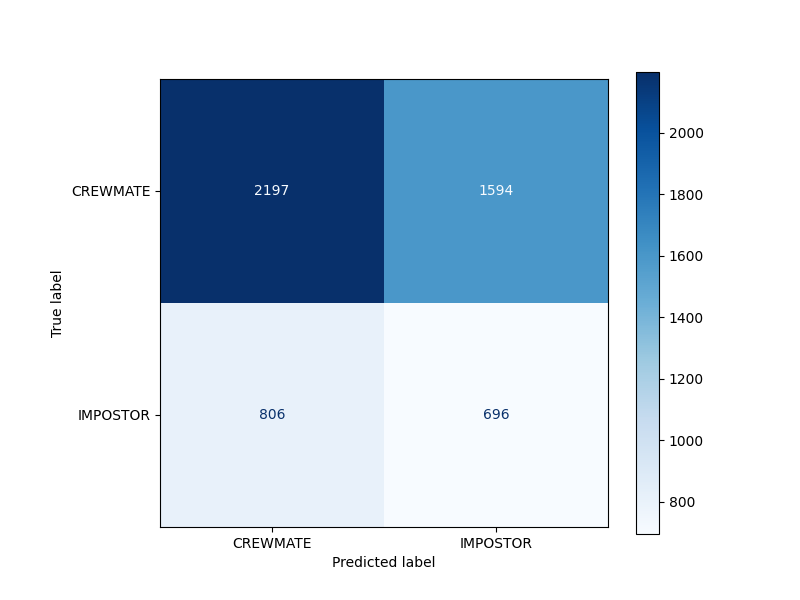 CREWMATE
IMPOSTOR
True label
2197 1594
806 696
CREWMATE IMPOSTOR
Predicted label
2000
1800
1600
1400
1200
1000
800